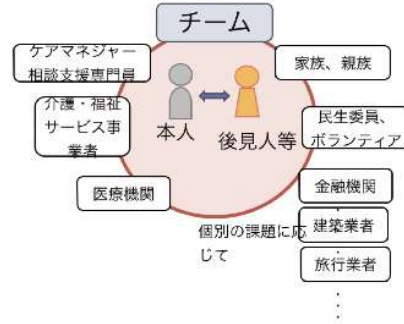 チーム
ケアマネジャー
相談支援専門員
家族、親族
介護・福祉
サービス事
業者
本人
後見人等
民生委員、
ボランティア
医療機関
金融機関
個別の課題に応
じて
建築業者
旅行業者
・
・
・